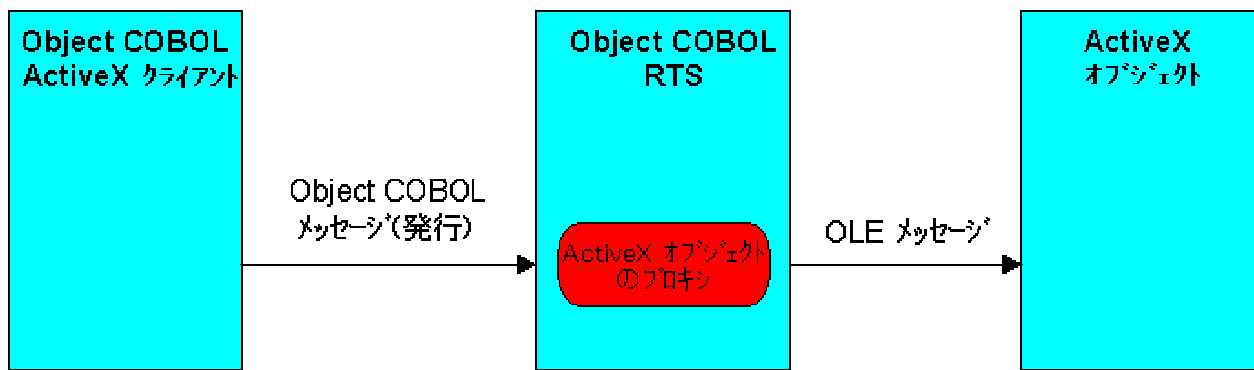 Object COBOL
ActiveX クライアント
Object COBOL
メッセージ(発行)
Object COBOL
RTS
ActiveX オブジェクト
のプロキシ
OLE メッセージ
ActiveX
オブジェクト